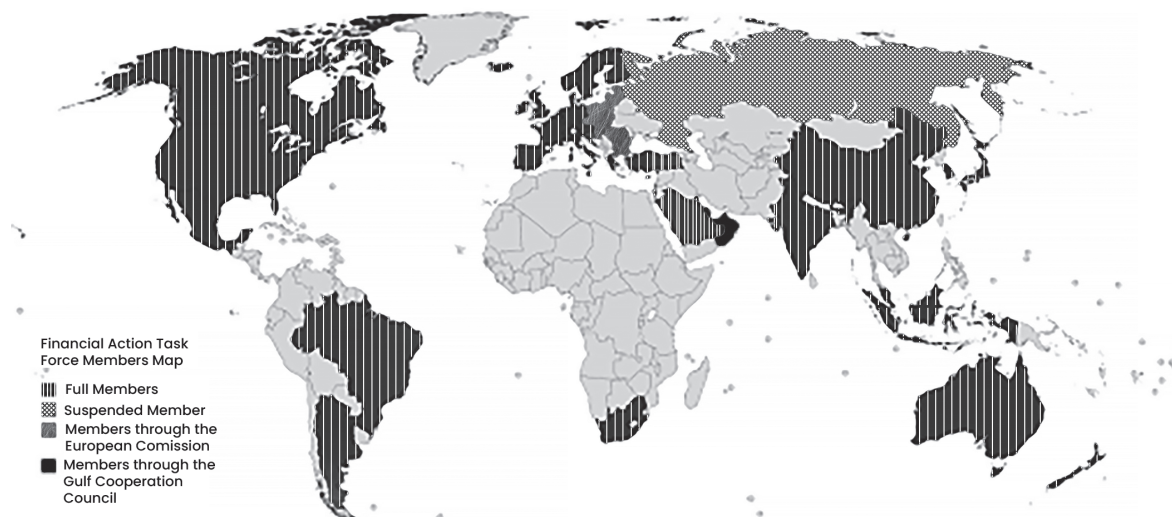 Financial Action Task
Force Members Map
Full Members
Suspended Member
Members through the
European Comission
Members through the
Gulf Cooperation
Council